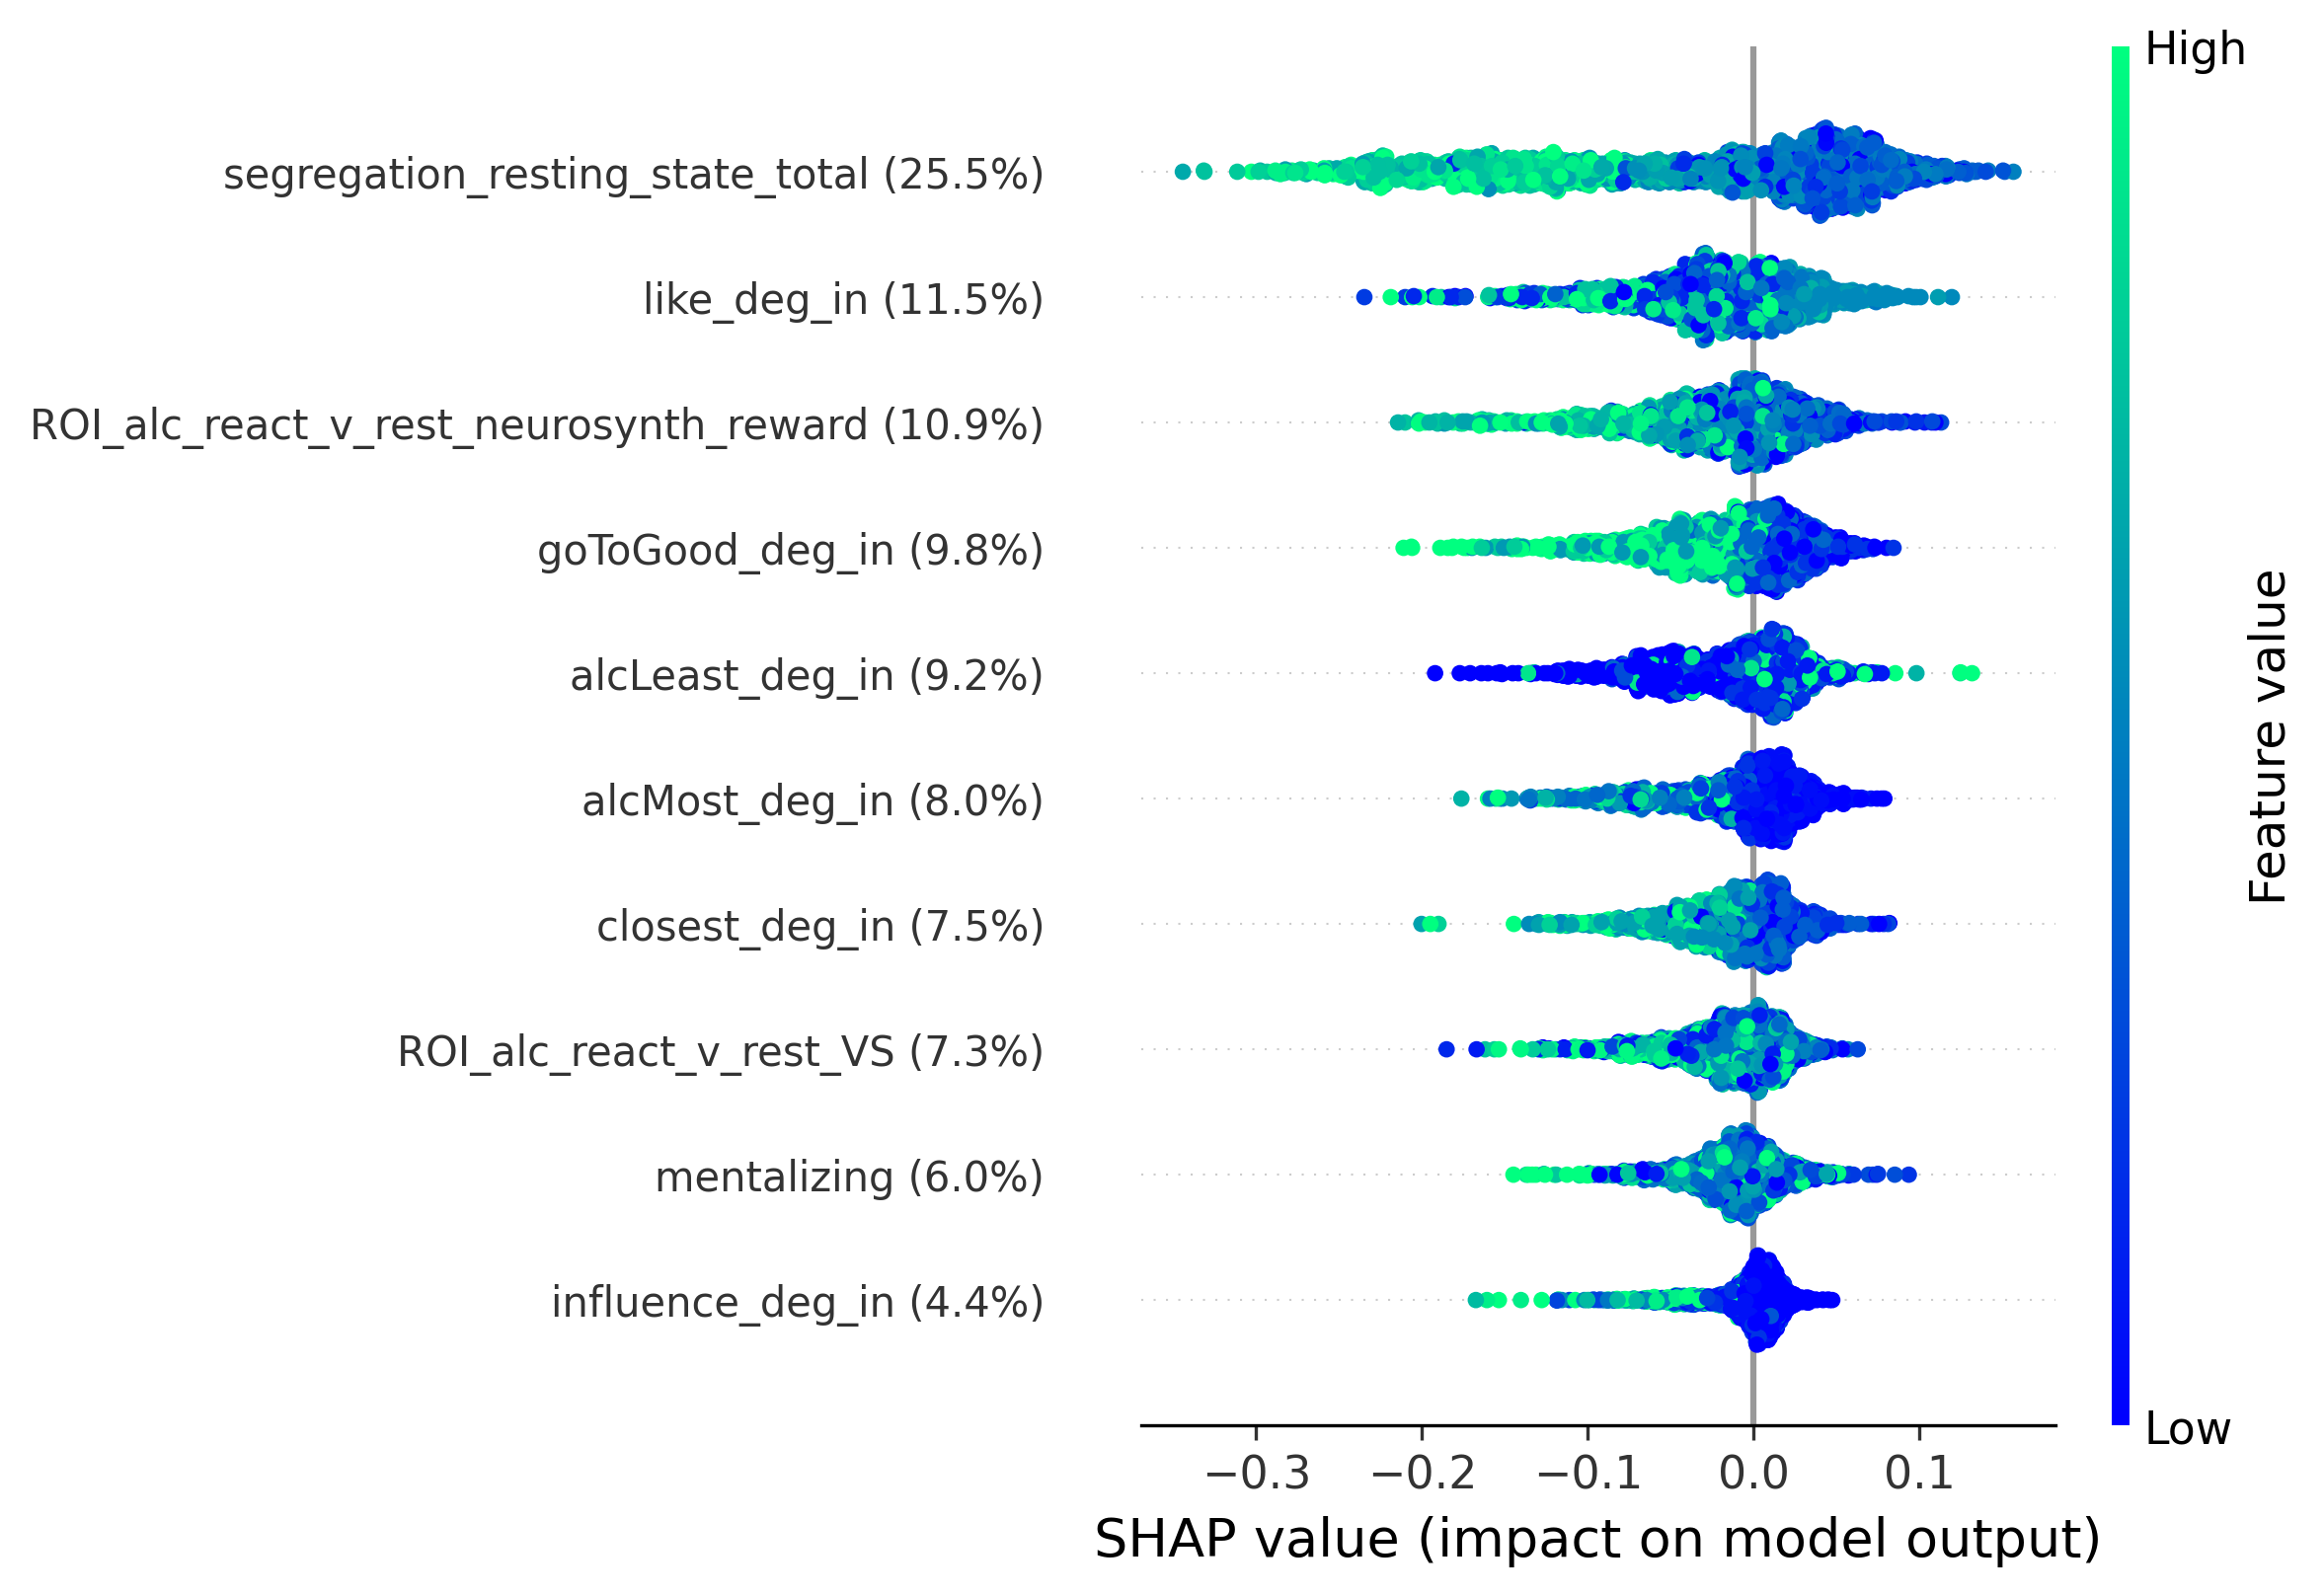 High
segregation_resting_state_total (25.5%)
like_deg_in (11.5%)
ROI_alc_react_v_rest_neurosynth_reward (10.9%)
goToGood_deg_in (9.8%)
alcLeast_deg_in (9.2%)
alcMost_deg_in (8.0%)
closest_deg_in (7.5%)
ROI_alc_react_v_rest_VS (7.3%)
mentalizing (6.0%)
influence_deg_in (4.4%)
Feature value
Low
−0.3 −0.2 −0.1 0.0 0.1
SHAP value (impact on model output)